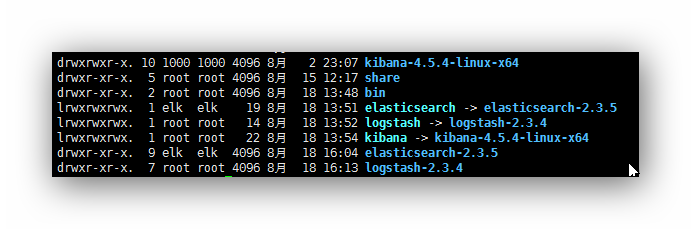 drwxrwxr-x. 10 1000 1000 4096 8月   2 23:07 kibana-4.5.4-linux-x64
drwxr-xr-x.  5 root root 4096 8月  15 12:17 share
drwxr-xr-x.  2 root root 4096 8月  18 13:48 bin
lrwxrwxrwx.  1 elk  elk    19 8月  18 13:51 elasticsearch -> elasticsearch-2.3.5
lrwxrwxrwx.  1 root root   14 8月  18 13:52 logstash -> logstash-2.3.4
lrwxrwxrwx.  1 root root   22 8月  18 13:54 kibana -> kibana-4.5.4-linux-x64
drwxr-xr-x.  9 elk  elk  4096 8月  18 16:04 elasticsearch-2.3.5
drwxr-xr-x.  7 root root 4096 8月  18 16:13 logstash-2.3.4